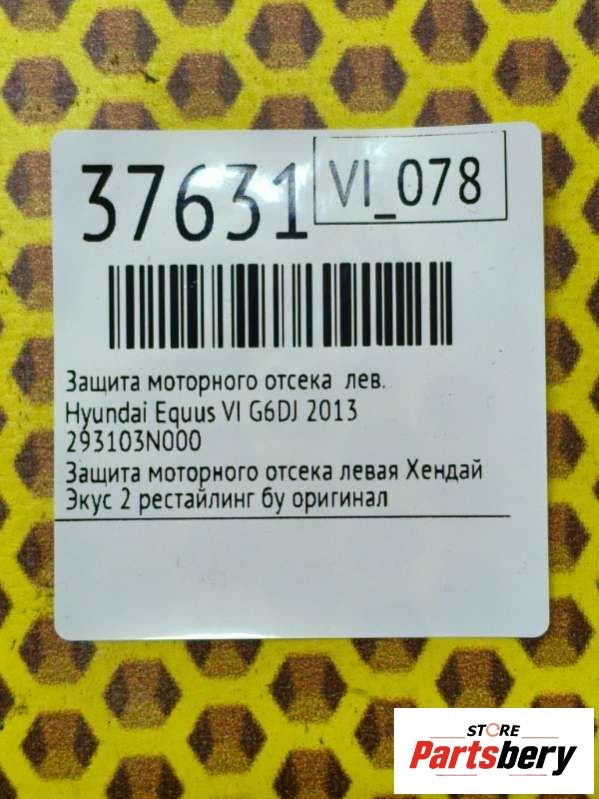 37631 VI_078
Защита моторного отсека лев.
Hyundai Equus VI G6DJ 2013
293103N000
Защита моторного отсека левая Хендай
Экус 2 рестайлинг бу оригинал
STORE
Partsbery